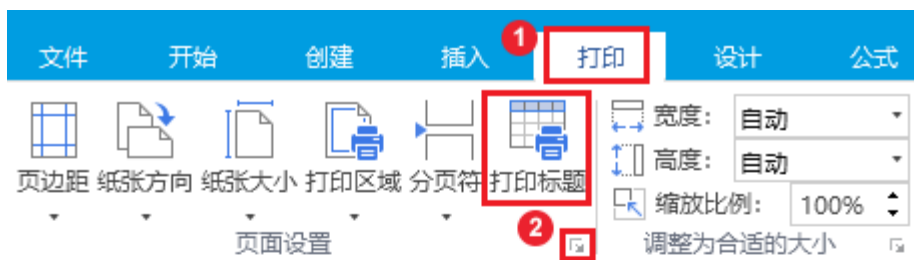 文件 开始 创建 插入 1 打印 设计 公式
宽度： 自动
高度： 自动
页边距 纸张方向 纸张大小 打印区域 分页符 打印标题
缩放比例： 100%
2
页面设置 调整为合适的大小